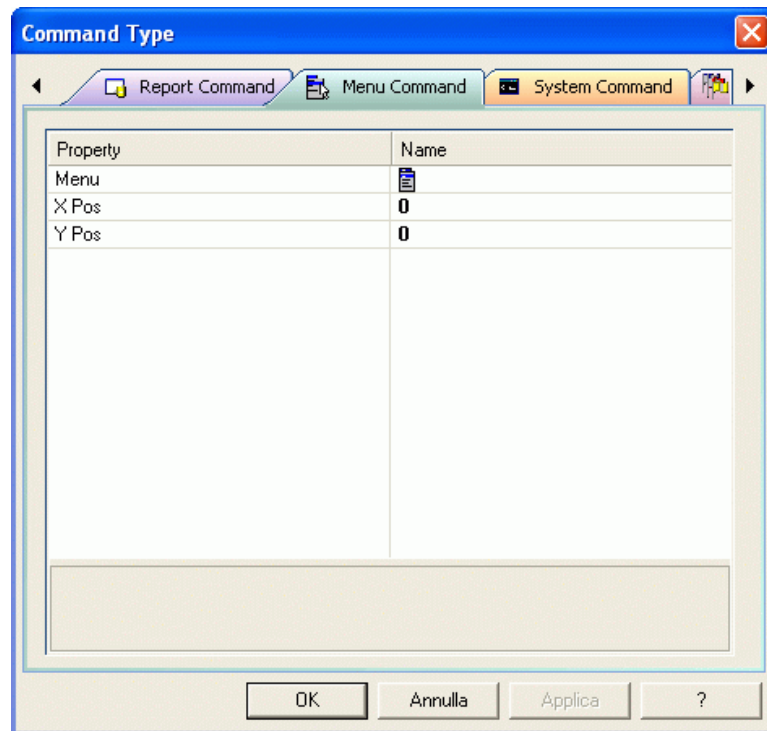 Command Type
Report Command Menu Command System Command
Property Name
Menu
X Pos 0
Y Pos 0
OK Annulla Applica ?